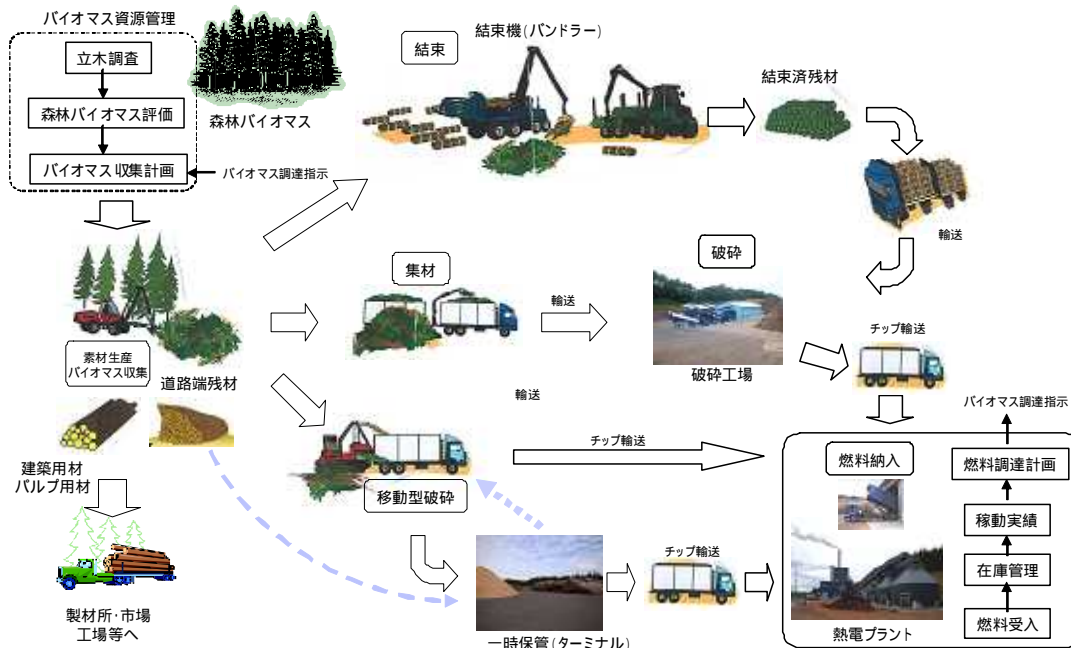 バイオマス資源管理
立木調査
森林バイオマス評価
バイオマス収集計画
バイオマス調達指示
森林バイオマス
結束
結束機(バンドラー)
結束済残材
輸送
素材生産
バイオマス収集
道路端残材
集材
輸送
破砕
破砕工場
チップ輸送
建築用材
パルプ用材
製材所・市場
工場等へ
輸送
移動型破砕
チップ輸送
一時保管(ターミナル)
チップ輸送
バイオマス調達指示
燃料納入
熱電プラント
燃料調達計画
稼動実績
在庫管理
燃料受入